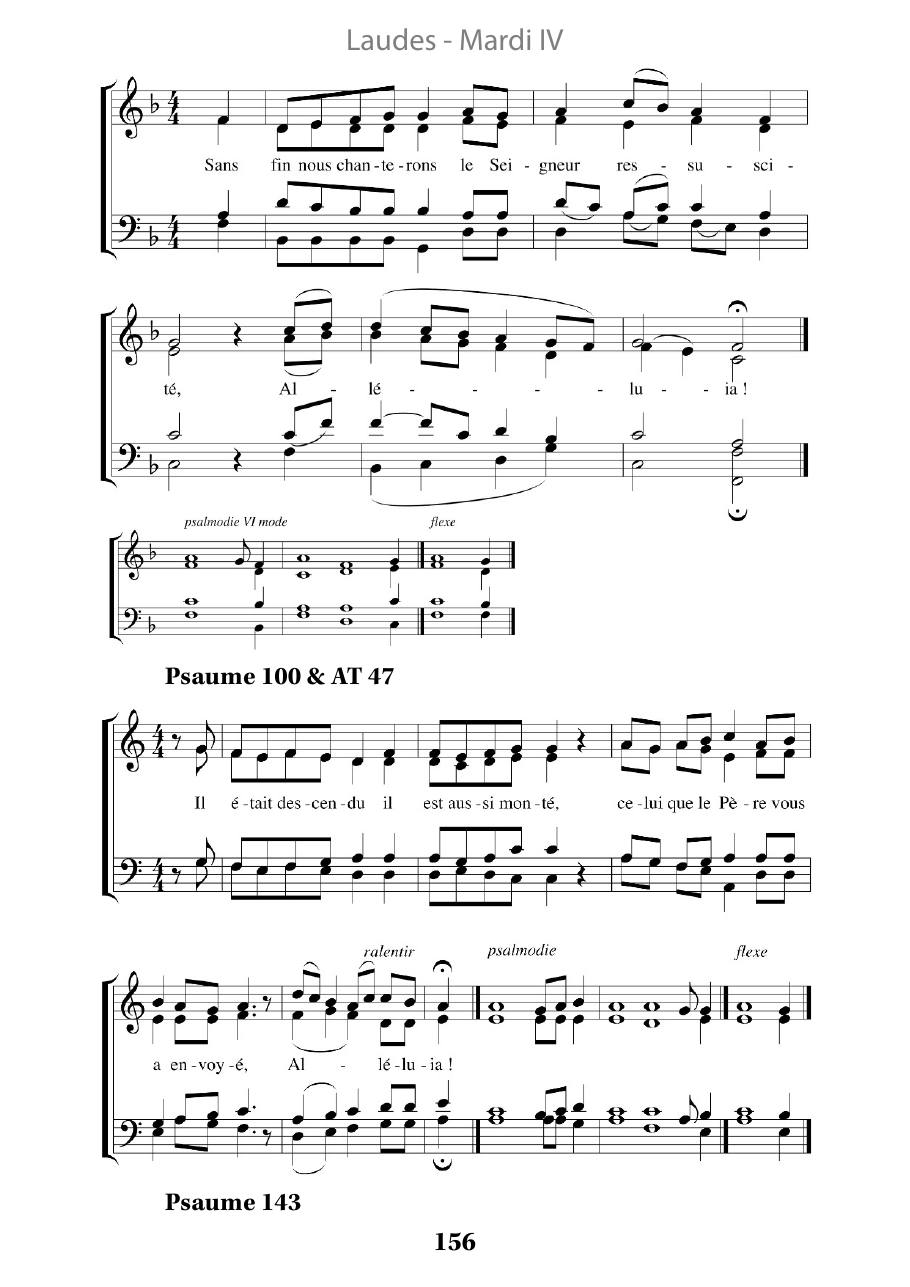 Laudes - Mardi IV
Sans fin nous chan - te - rons le Sei - gneur res - su - sci -
té, Al - lé - - - - - lu - - ia !
psalmodie VI mode flexe
Psaume 100 & AT 47
Il é - tait des - cen - du il est aus - si mon - té, ce - lui que le Pè - re vous
ralentir psalmodie flexe
a en - voy - é, Al - lé - lu - ia !
Psaume 143
156